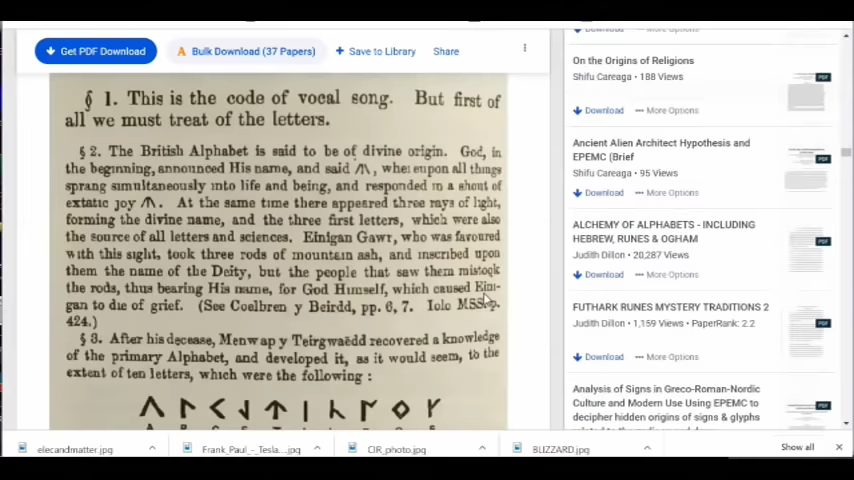 Get PDF Download
Bulk Download (37 Papers)
Save to Library
Share
§ 1. This is the code of vocal song. But first of
all we must treat of the letters.
§ 2. The British Alphabet is said to be of divine origin. God, in
the beginning, announced His name, and said /|\, whereupon all things
sprang simultaneously into life and being, and responded in a shout of
extatic joy /|\. At the same time there appeared three rays of light,
forming the divine name, and the three first letters, which were also
the source of all letters and sciences. Einigan Gawr, who was favoured
with this sight, took three rods of mountain ash, and inscribed upon
them the name of the Deity, but the people that saw them mistook
the rods, thus bearing His name, for God Himself, which caused Eini-
gan to die of grief. (See Coelbren y Beirdd, pp. 6, 7. Iolo MSS. p.
424.)
§ 3. After his decease, Menw ap y Teirgwaedd recovered a knowledge
of the primary Alphabet, and developed it, as it would seem, to the
extent of ten letters, which were the following :
On the Origins of Religions
Shifu Careaga • 188 Views
PDF
Download
More Options
Ancient Alien Architect Hypothesis and
EPEMC (Brief
Shifu Careaga • 95 Views
PDF
Download
More Options
ALCHEMY OF ALPHABETS - INCLUDING
HEBREW, RUNES & OGHAM
Judith Dillon • 20,287 Views
PDF
Download
More Options
FUTHARK RUNES MYSTERY TRADITIONS 2
Judith Dillon • 1,159 Views • PaperRank: 2.2
PDF
Download
More Options
Analysis of Signs in Greco-Roman-Nordic
Culture and Modern Use Using EPEMC to
decipher hidden origins of signs & glyphs
PDF
elecandmatter.jpg
Frank_Paul_-_Tesla....jpg
CIR_photo.jpg
BLIZZARD.jpg
Show all